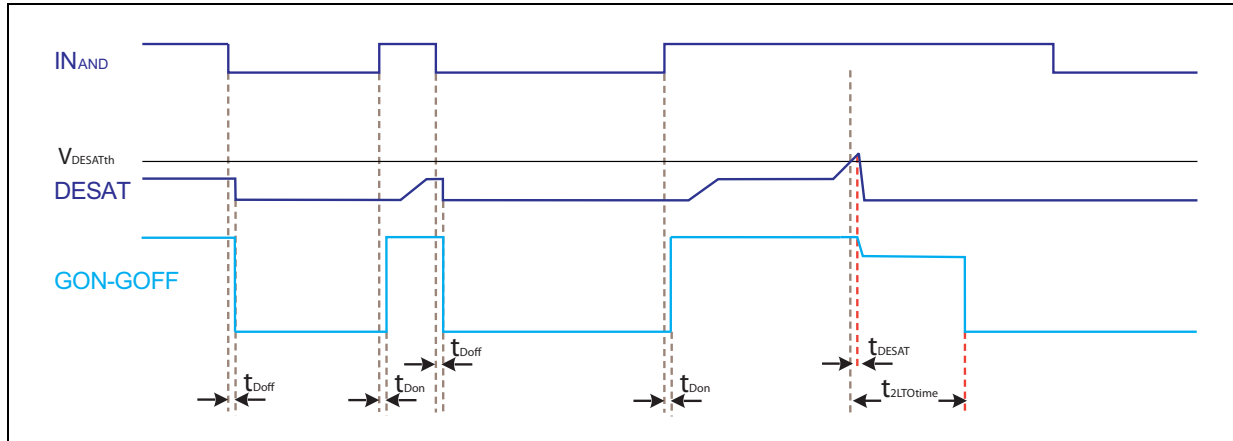 INAND
VDESATth
DESAT
GON-GOFF
tDoff
tDon
tDoff
tDon
tDESAT
t2LTOtime